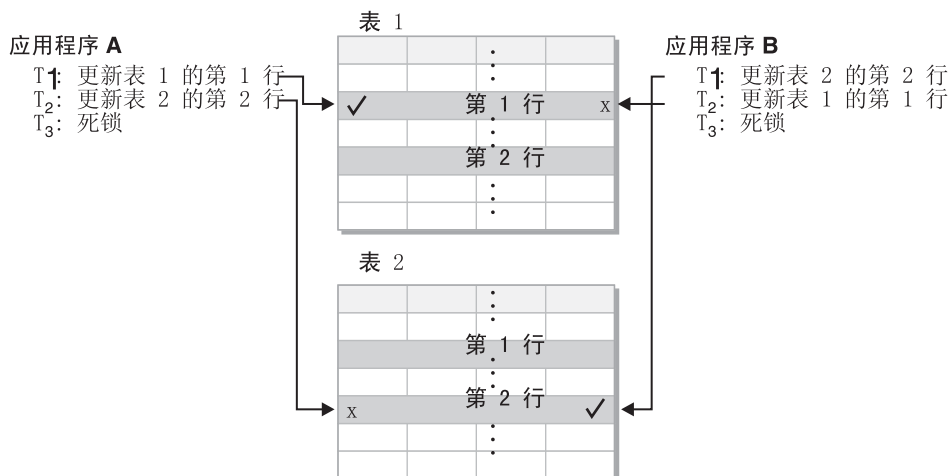 表 1
应用程序 A
T1: 更新表 1 的第 1 行
T2: 更新表 2 的第 2 行
T3: 死锁
应用程序 B
T1: 更新表 2 的第 2 行
T2: 更新表 1 的第 1 行
T3: 死锁
第 1 行 x
第 2 行
表 2
第 1 行
x 第 2 行